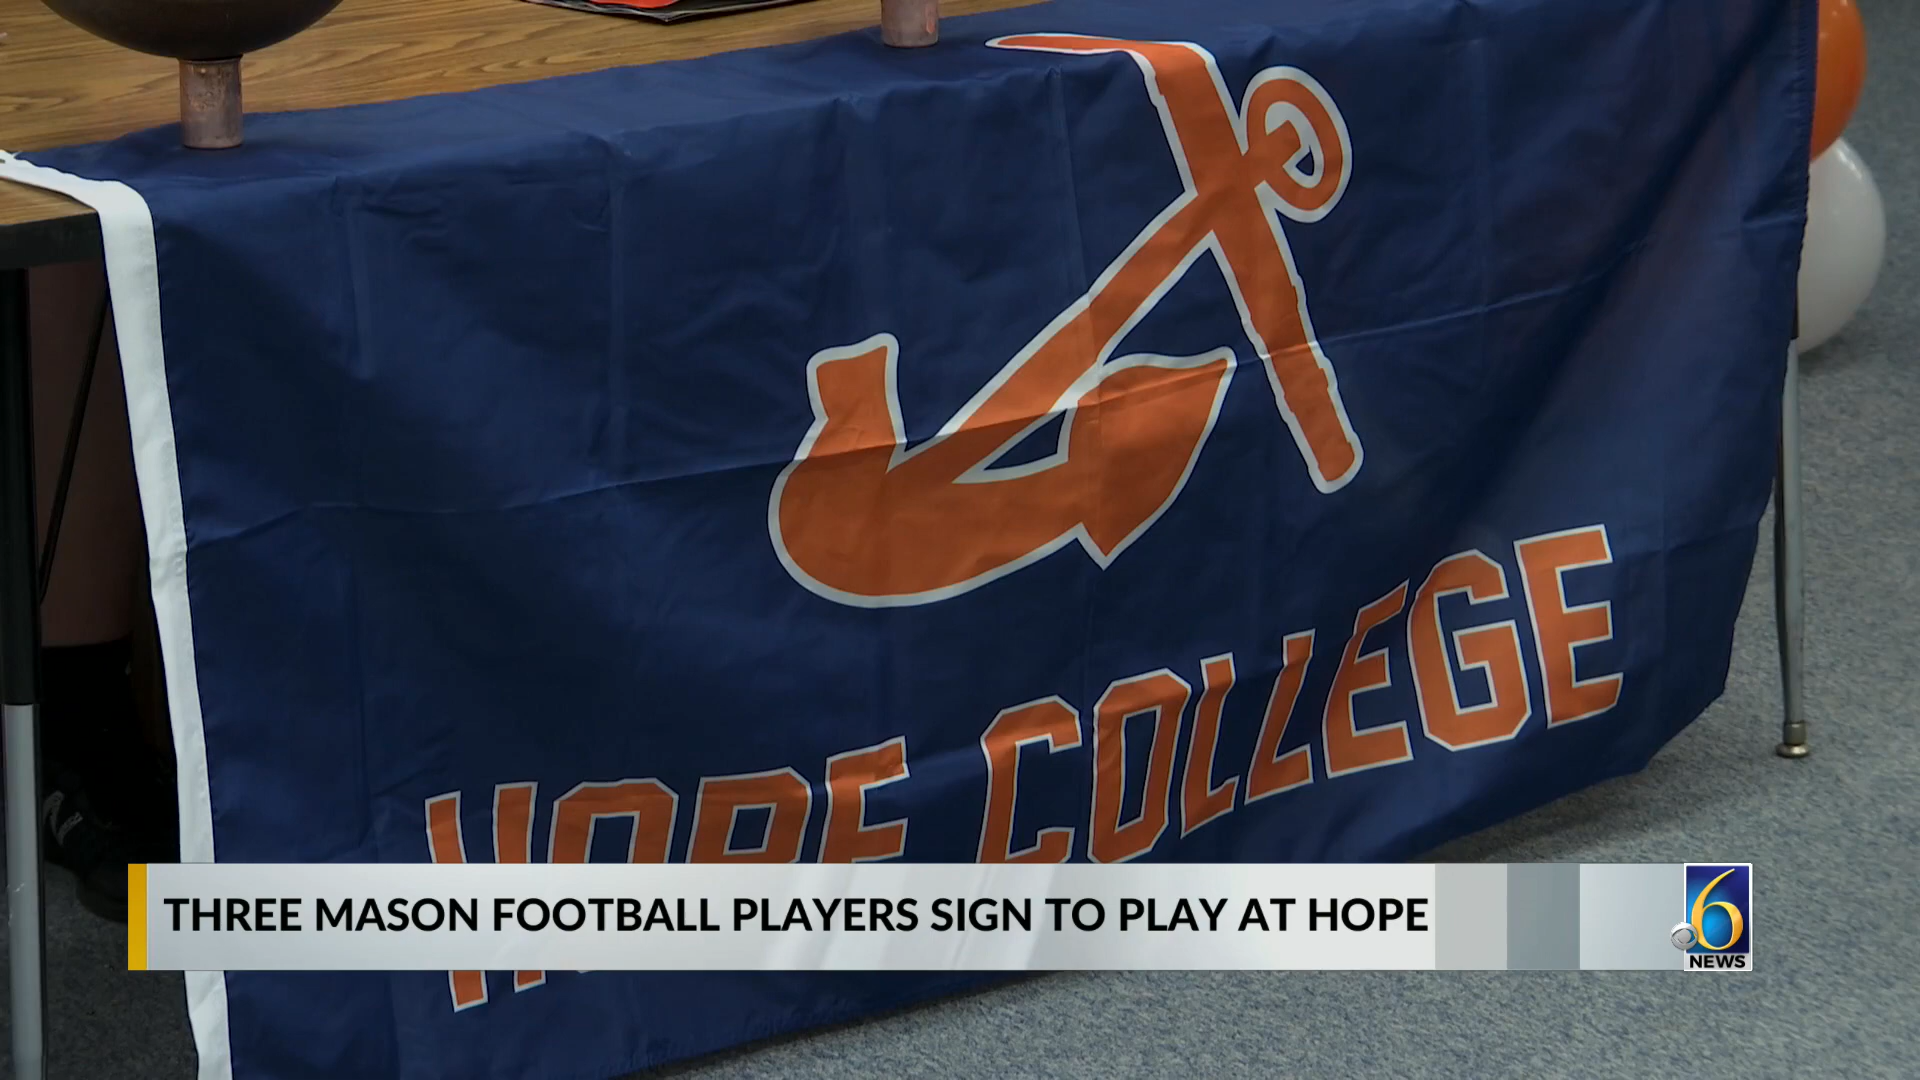 HOPE COLLEGE
THREE MASON FOOTBALL PLAYERS SIGN TO PLAY AT HOPE
6
NEWS